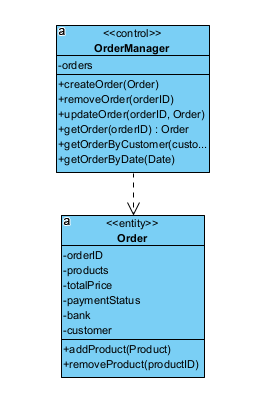 a
<<control>>
OrderManager
-orders
+createOrder(Order)
+removeOrder(orderID)
+updateOrder(orderID, Order)
+getOrder(orderID) : Order
+getOrderByCustomer(custo...
+getOrderByDate(Date)
a
<<entity>>
Order
-orderID
-products
-totalPrice
-paymentStatus
-bank
-customer
+addProduct(Product)
+removeProduct(productID)